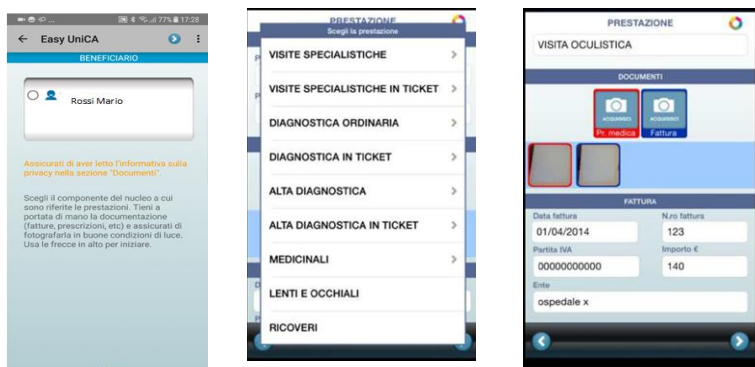 77% 17:28
Easy UniCA
BENEFICIARIO
Rossi Mario
Assicurati di aver letto l'informativa sulla
privacy nella sezione "Documenti".
Scegli il componente del nucleo a cui
sono riferite le prestazioni. Tieni a
portata di mano la documentazione
(fatture, prescrizioni, etc) e assicurati di
fotografarla in buone condizioni di luce.
Usa le frecce in alto per iniziare.
PRESTAZIONE
Scegli la prestazione
VISITE SPECIALISTICHE
VISITE SPECIALISTICHE IN TICKET
DIAGNOSTICA ORDINARIA
DIAGNOSTICA IN TICKET
ALTA DIAGNOSTICA
ALTA DIAGNOSTICA IN TICKET
MEDICINALI
LENTI E OCCHIALI
RICOVERI
PRESTAZIONE
VISITA OCULISTICA
DOCUMENTI
ACQUISISCI ACQUISISCI
Pr. medica Fattura
FATTURA
Data fattura N.ro fattura
01/04/2014 123
Partita IVA Importo €
00000000000 140
Ente
ospedale x